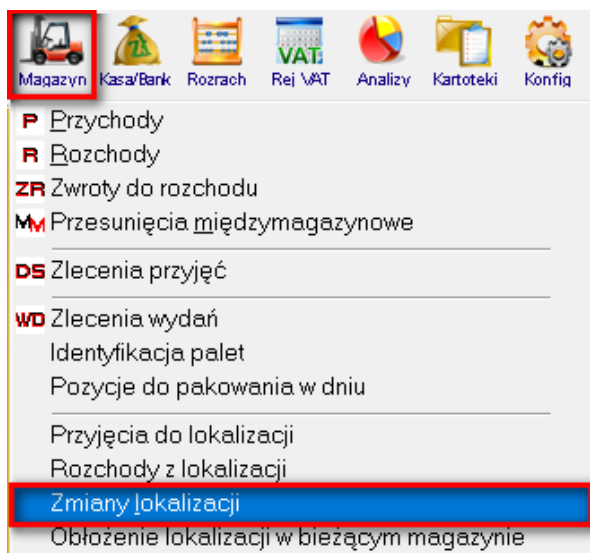 VAT
Magazyn Kasa/Bank Rozrach Rej VAT Analizy Kartoteki Konfig
P Przychody
R Rozchody
ZR Zwroty do rozchodu
MM Przesunięcia międzymagazynowe
DS Zlecenia przyjęć
WD Zlecenia wydań
Identyfikacja palet
Pozycje do pakowania w dniu
Przyjęcia do lokalizacji
Rozchody z lokalizacji
Zmiany lokalizacji
Obłożenie lokalizacji w bieżącym magazynie